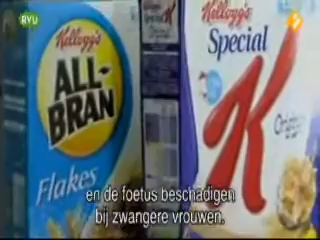 RVU
Kellogg's
ALL-
BRAN
Flakes
Kellogg's
Special
K
en de foetus beschadigen
bij zwangere vrouwen.